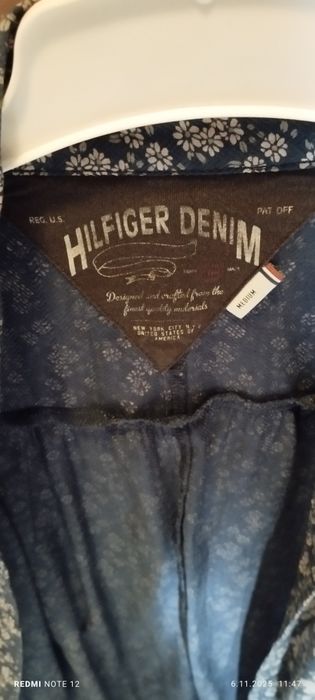 REG. U.S.
PAT OFF
HILFIGER DENIM
Designed and crafted from the
finest quality materials
NEW YORK CITY N.Y.
UNITED STATES OF
AMERICA
MEDIUM
REDMI NOTE 12
6.11.2025 11:47